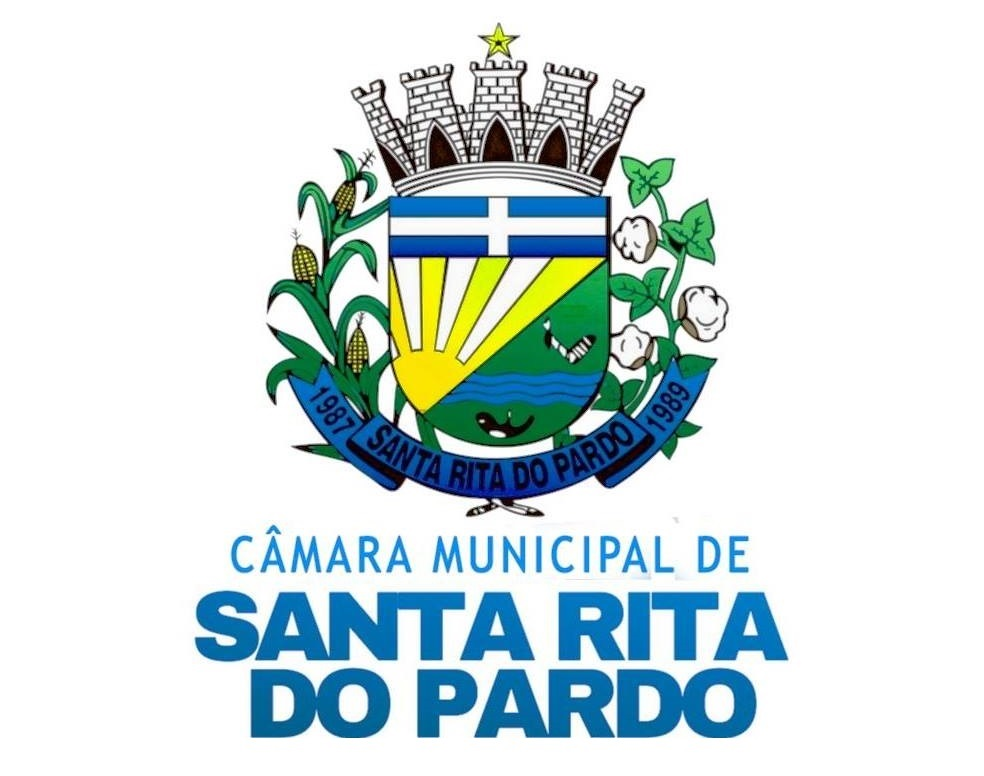 1987
SANTA RITA DO PARDO
1989
CÂMARA MUNICIPAL DE
SANTA RITA
DO PARDO